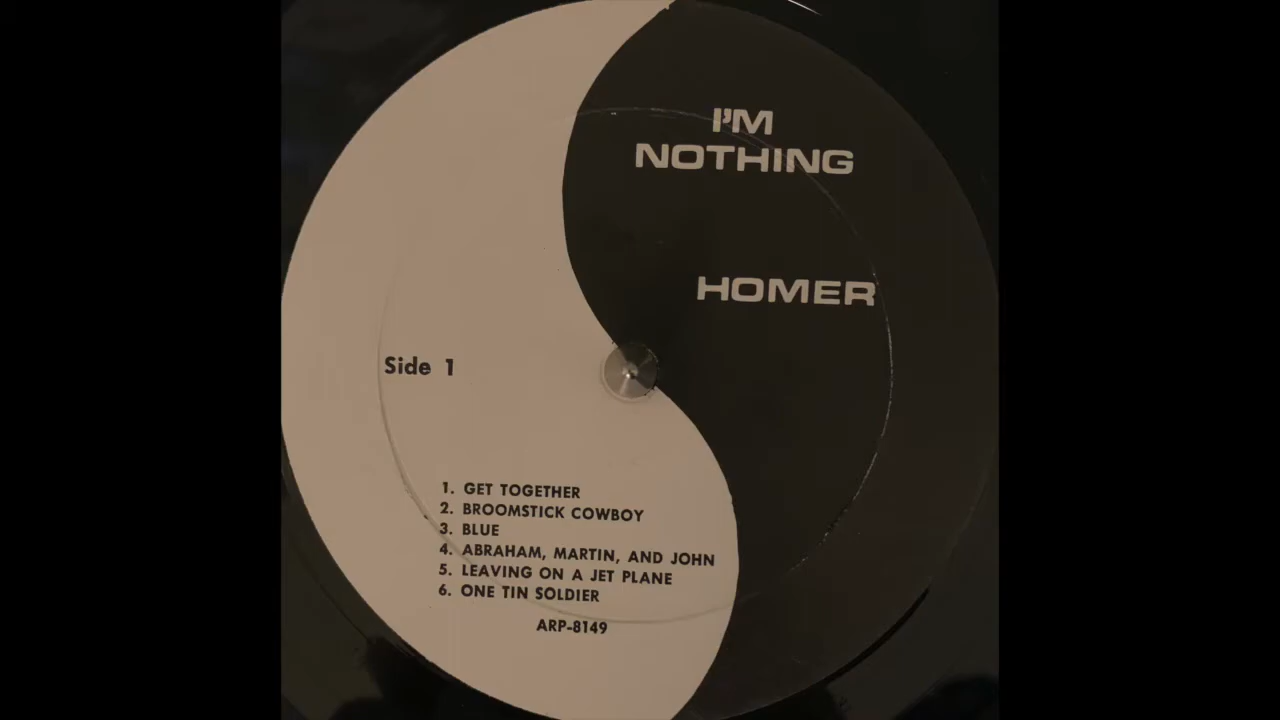 I'M
NOTHING
HOMER
Side 1
1. GET TOGETHER
2. BROOMSTICK COWBOY
3. BLUE
4. ABRAHAM, MARTIN, AND JOHN
5. LEAVING ON A JET PLANE
6. ONE TIN SOLDIER
ARP-8149